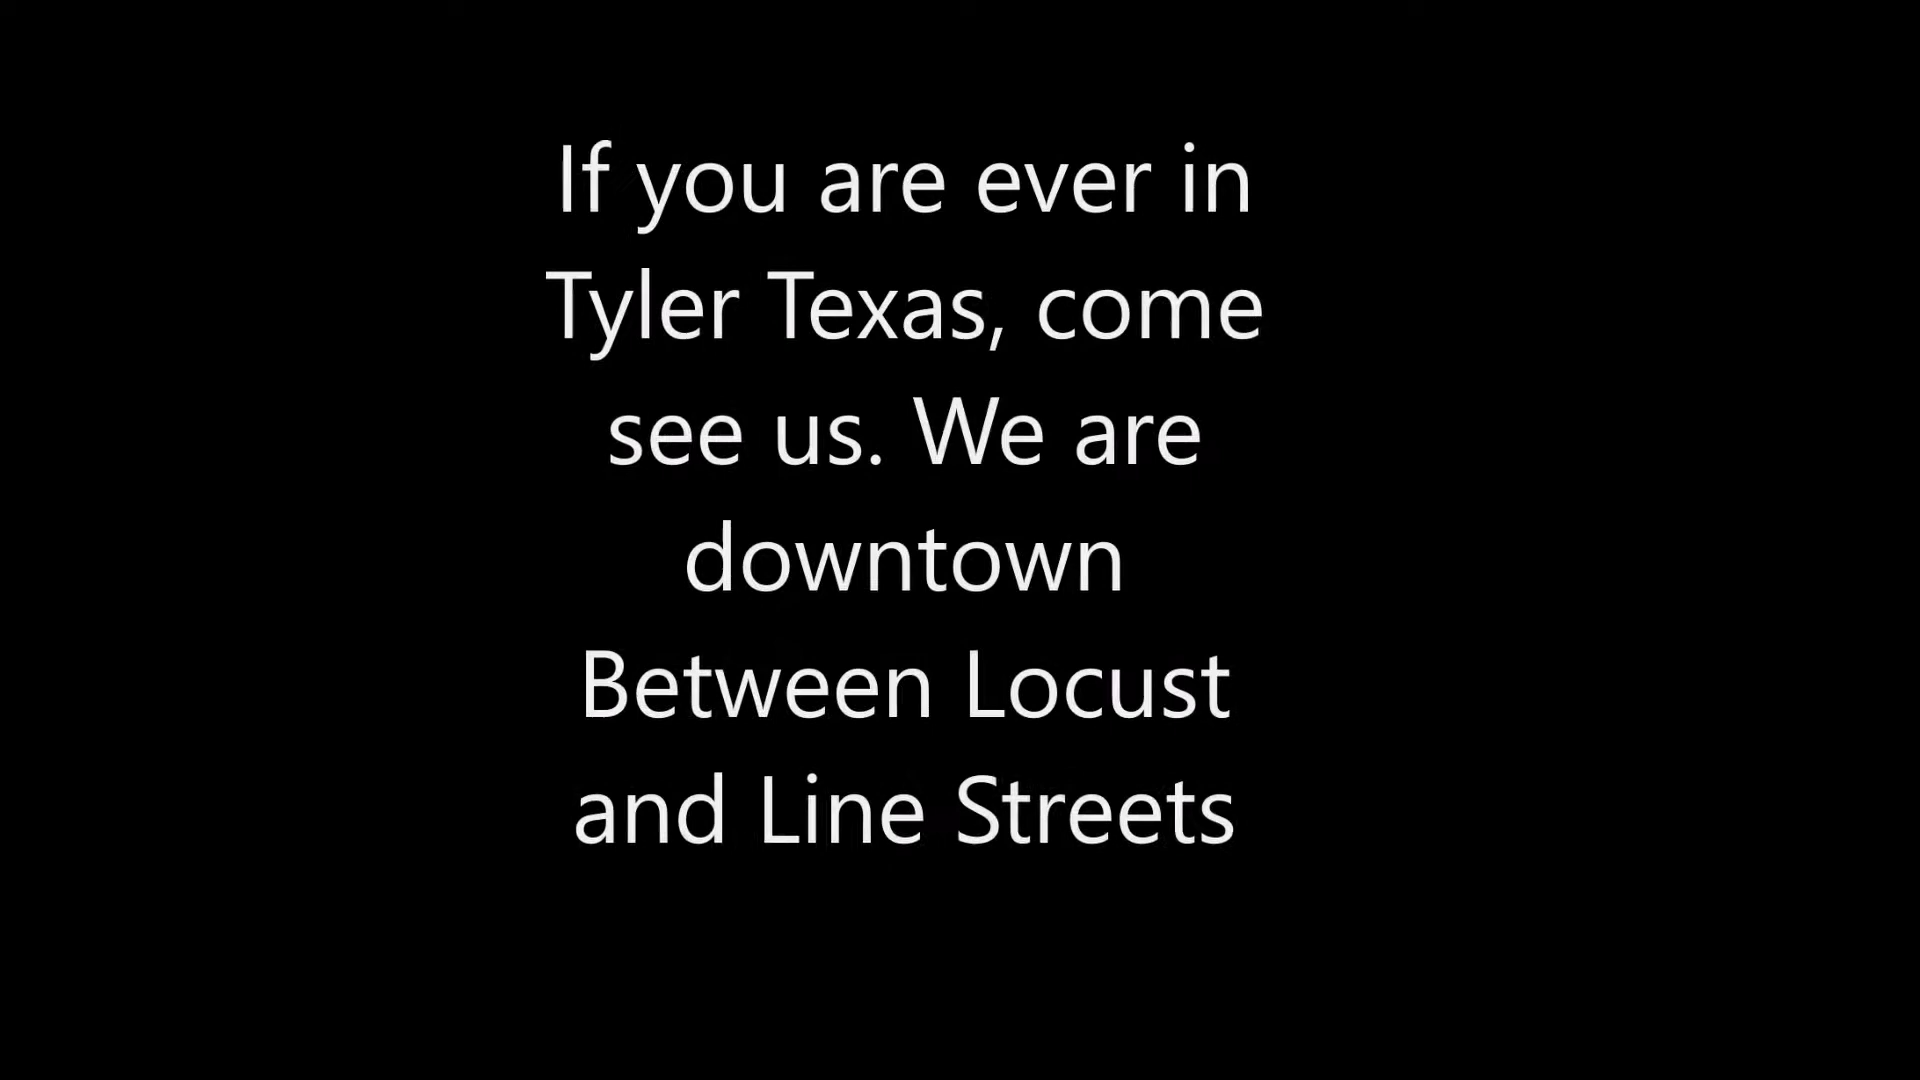 If you are ever in
Tyler Texas, come
see us. We are
downtown
Between Locust
and Line Streets